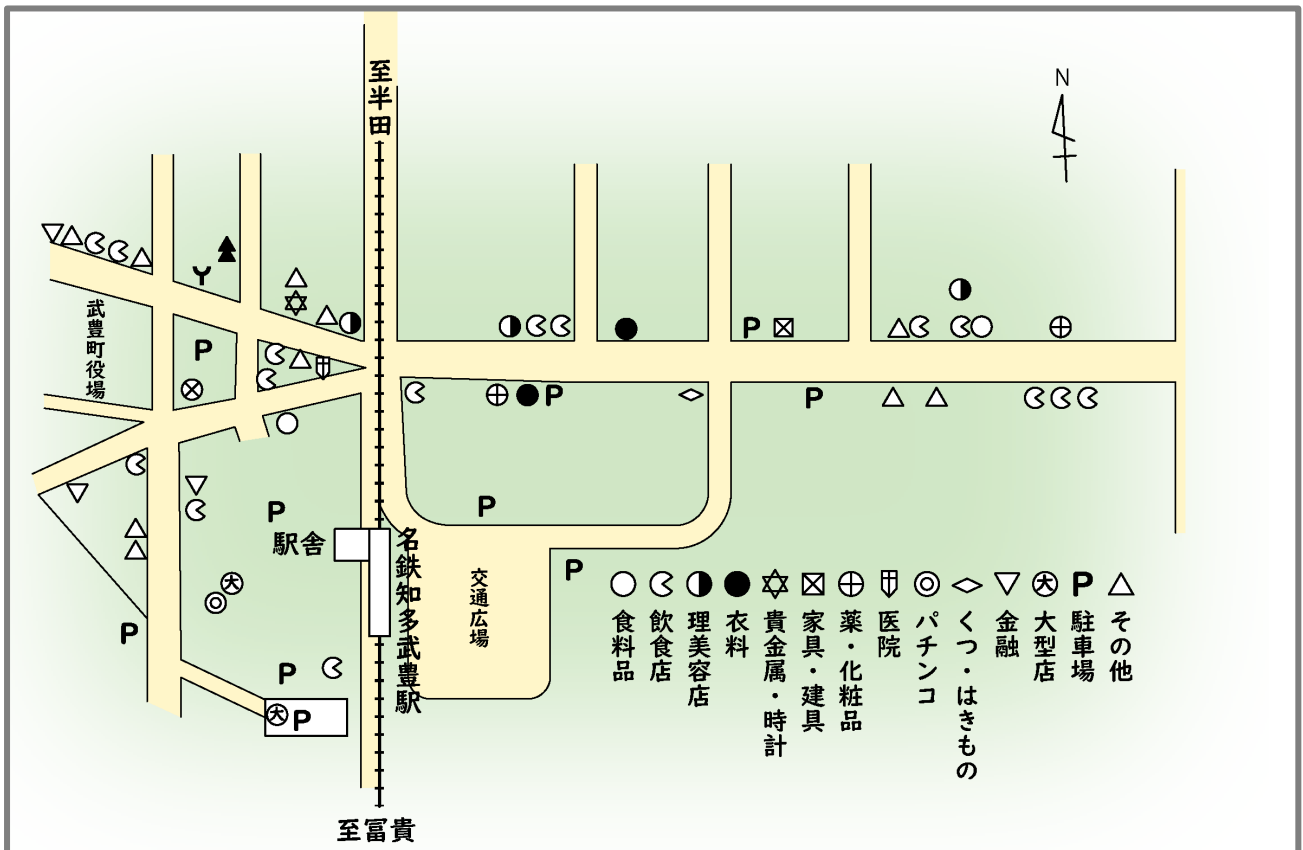 至半田
N
武豊町役場
P
P
P
P
P
P
駅舎
名鉄知多武豊駅
交通広場
P
P
大
P
P
大
P
至冨貴
食料品
飲食店
理美容店
衣料
貴金属・時計
家具・建具
薬・化粧品
医院
パチンコ
くつ・はきもの
金融
大
大型店
P
駐車場
その他